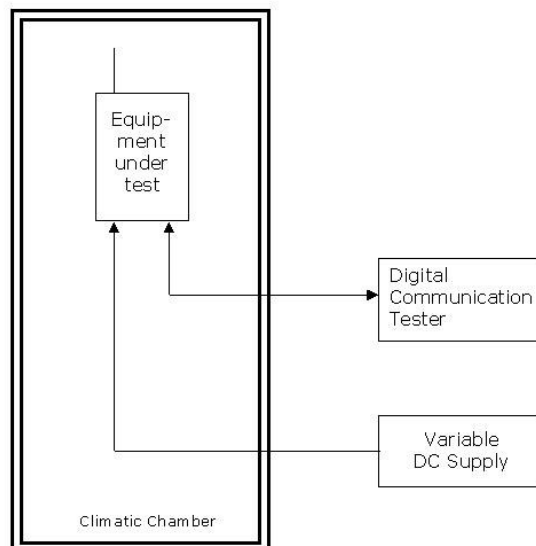 Equip-
ment
under
test
Digital
Communication
Tester
Variable
DC Supply
Climatic Chamber